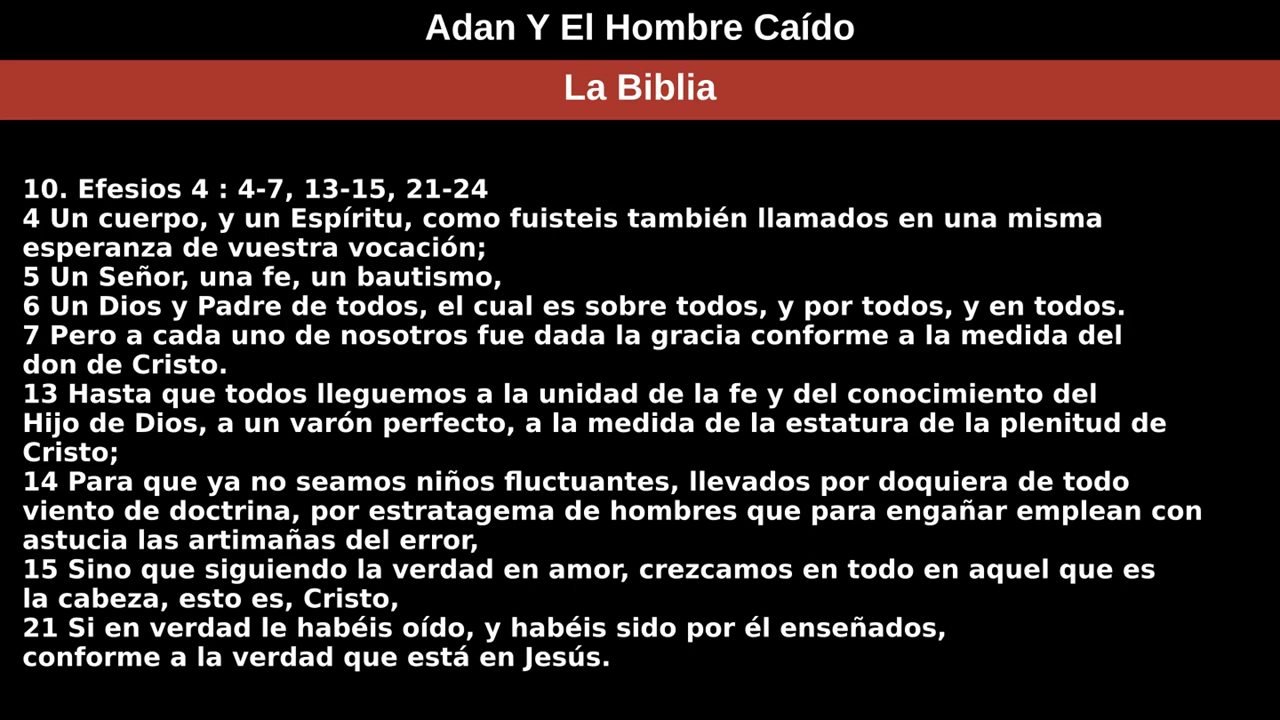 Adan Y El Hombre Caído
La Biblia
10. Efesios 4 : 4-7, 13-15, 21-24
4 Un cuerpo, y un Espíritu, como fuisteis también llamados en una misma
esperanza de vuestra vocación;
5 Un Señor, una fe, un bautismo,
6 Un Dios y Padre de todos, el cual es sobre todos, y por todos, y en todos.
7 Pero a cada uno de nosotros fue dada la gracia conforme a la medida del
don de Cristo.
13 Hasta que todos lleguemos a la unidad de la fe y del conocimiento del
Hijo de Dios, a un varón perfecto, a la medida de la estatura de la plenitud de
Cristo;
14 Para que ya no seamos niños fluctuantes, llevados por doquiera de todo
viento de doctrina, por estratagema de hombres que para engañar emplean con
astucia las artimañas del error,
15 Sino que siguiendo la verdad en amor, crezcamos en todo en aquel que es
la cabeza, esto es, Cristo,
21 Si en verdad le habéis oído, y habéis sido por él enseñados,
conforme a la verdad que está en Jesús.